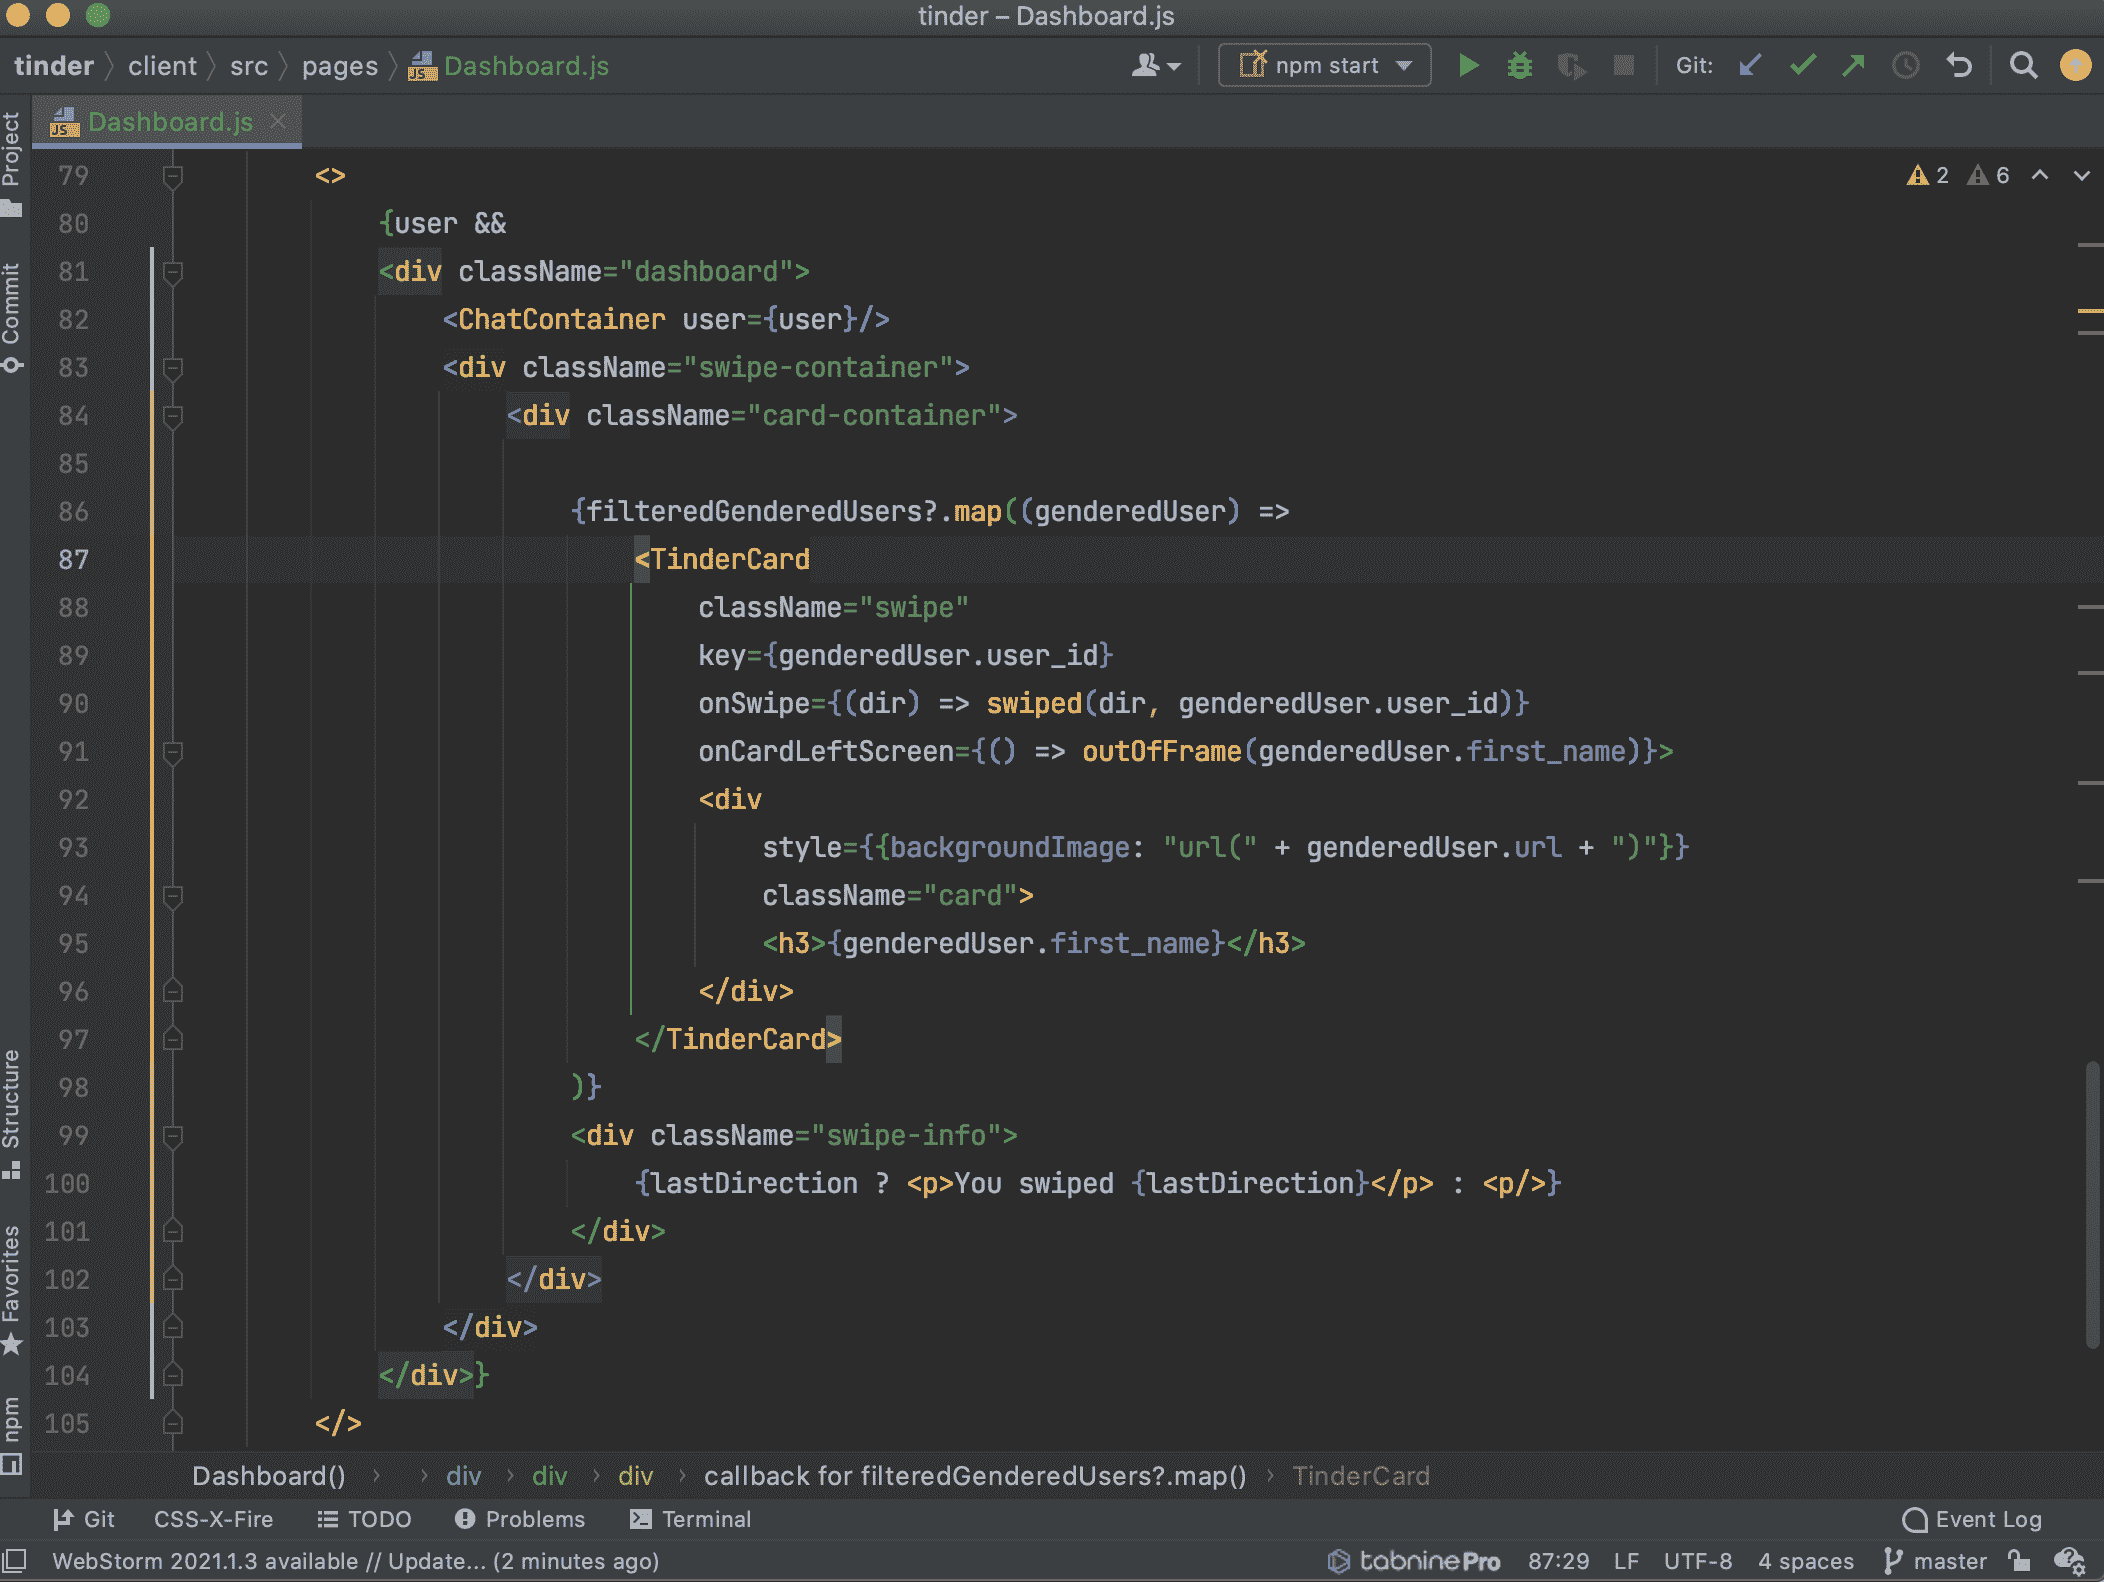 tinder – Dashboard.js
tinder client src pages Dashboard.js npm start Git:
Dashboard.js
Project
Commit
Structure
Favorites
npm
2 6
79 <>
80 {user &&
81 <div className="dashboard">
82 <ChatContainer user={user}/>
83 <div className="swipe-container">
84 <div className="card-container">
85
86 {filteredGenderedUsers?.map((genderedUser) =>
87 <TinderCard
88 className="swipe"
89 key={genderedUser.user_id}
90 onSwipe={(dir) => swiped(dir, genderedUser.user_id)}
91 onCardLeftScreen={() => outOfFrame(genderedUser.first_name)}>
92 <div
93 style={{backgroundImage: "url(" + genderedUser.url + ")"}}
94 className="card">
95 <h3>{genderedUser.first_name}</h3>
96 </div>
97 </TinderCard>
98 )}
99 <div className="swipe-info">
100 {lastDirection ? <p>You swiped {lastDirection}</p> : <p/>}
101 </div>
102 </div>
103 </div>
104 </div>}
105 </>
Dashboard() › › div › div › div › callback for filteredGenderedUsers?.map() › TinderCard
Git CSS-X-Fire TODO Problems Terminal Event Log
WebStorm 2021.1.3 available // Update... (2 minutes ago) tabnine Pro 87:29 LF UTF-8 4 spaces master